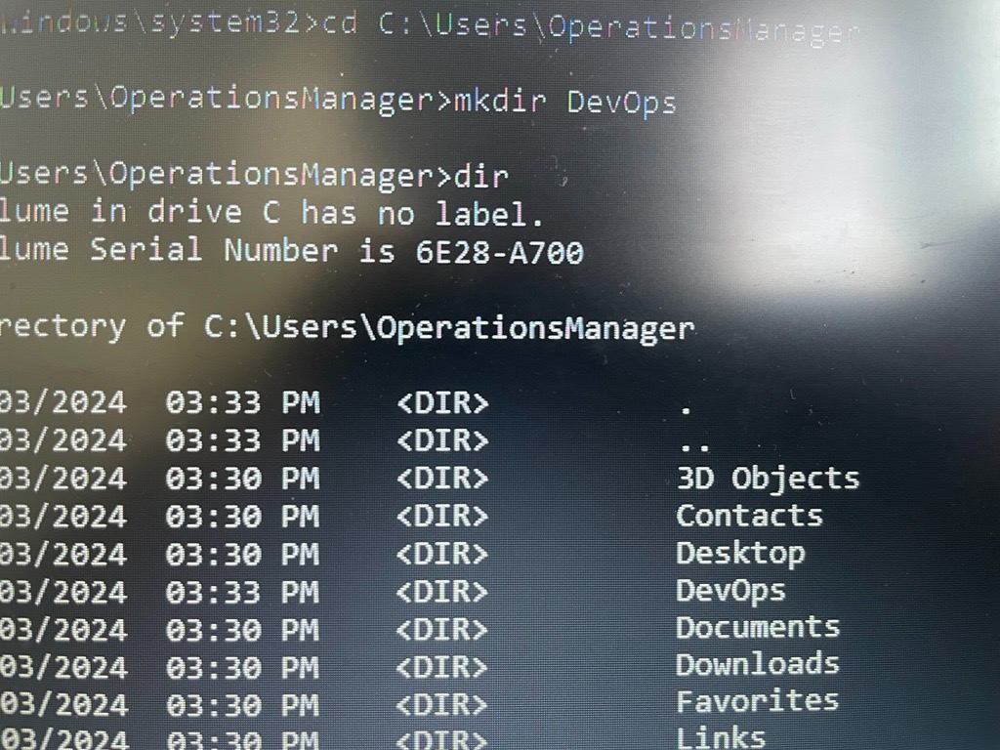 windows\system32>cd C:\Users\OperationsManager
Users\OperationsManager>mkdir DevOps
Users\OperationsManager>dir
lume in drive C has no label.
lume Serial Number is 6E28-A700
rectory of C:\Users\OperationsManager
03/2024 03:33 PM <DIR> .
03/2024 03:33 PM <DIR> ..
03/2024 03:30 PM <DIR> 3D Objects
03/2024 03:30 PM <DIR> Contacts
03/2024 03:30 PM <DIR> Desktop
03/2024 03:33 PM <DIR> DevOps
03/2024 03:30 PM <DIR> Documents
03/2024 03:30 PM <DIR> Downloads
03/2024 03:30 PM <DIR> Favorites
03/2024 03:30 PM <DIR> Links